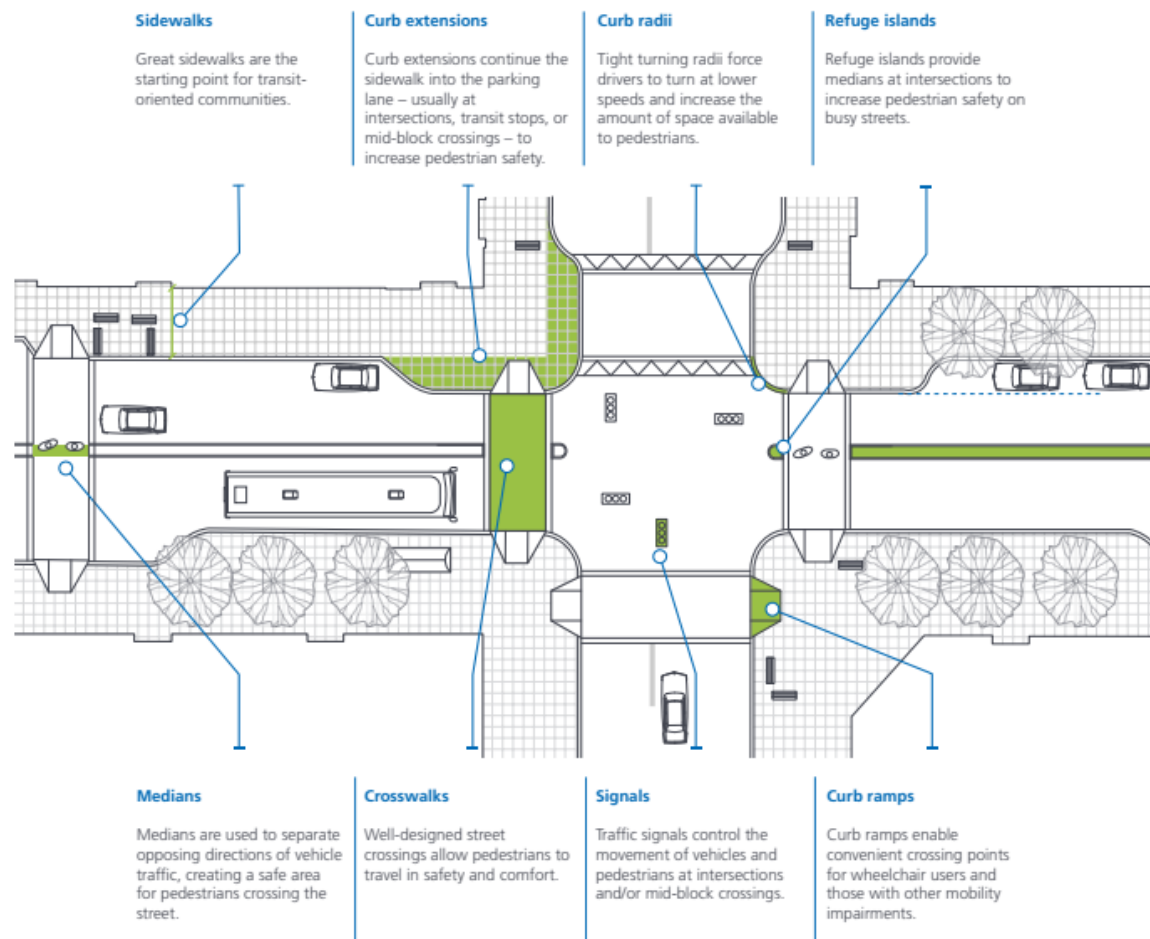 Sidewalks
Great sidewalks are the
starting point for transit-
oriented communities.
Curb extensions
Curb extensions continue the
sidewalk into the parking
lane – usually at
intersections, transit stops, or
mid-block crossings – to
increase pedestrian safety.
Curb radii
Tight turning radii force
drivers to turn at lower
speeds and increase the
amount of space available
to pedestrians.
Refuge islands
Refuge islands provide
medians at intersections to
increase pedestrian safety on
busy streets.
Medians
Medians are used to separate
opposing directions of vehicle
traffic, creating a safe area
for pedestrians crossing the
street.
Crosswalks
Well-designed street
crossings allow pedestrians to
travel in safety and comfort.
Signals
Traffic signals control the
movement of vehicles and
pedestrians at intersections
and/or mid-block crossings.
Curb ramps
Curb ramps enable
convenient crossing points
for wheelchair users and
those with other mobility
impairments.